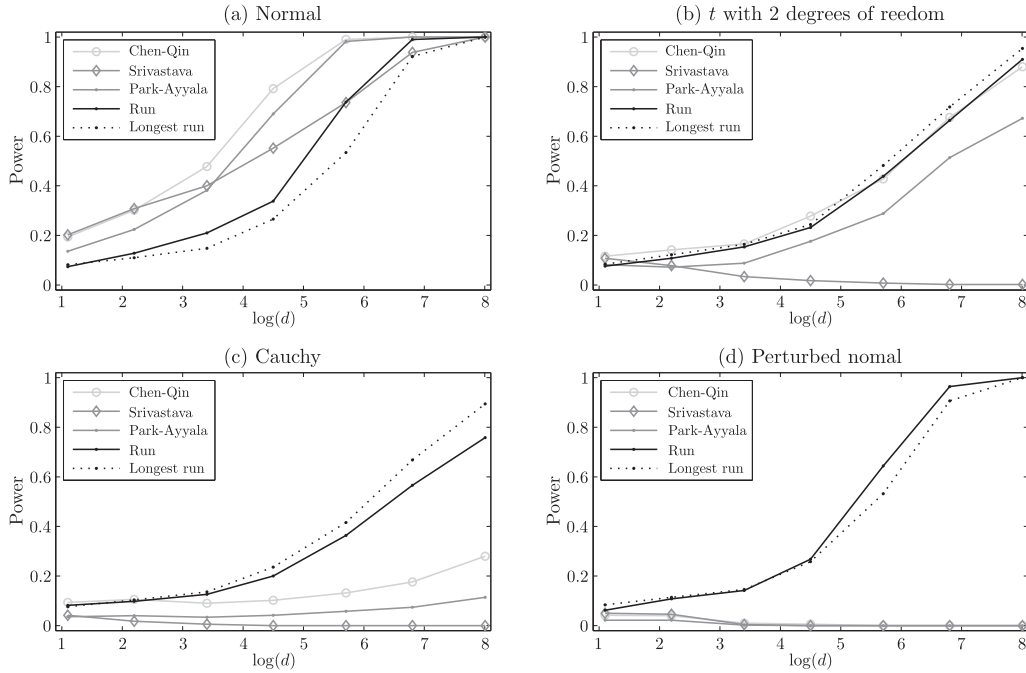 (a) Normal
1
0.8
0.6
0.4
0.2
0
Power
Chen-Qin
Srivastava
Park-Ayyala
Run
Longest run
1 2 3 4 5 6 7 8
log(d)
(b) t with 2 degrees of reedom
1
0.8
0.6
0.4
0.2
0
Power
Chen-Qin
Srivastava
Park-Ayyala
Run
Longest run
1 2 3 4 5 6 7 8
log(d)
(c) Cauchy
1
0.8
0.6
0.4
0.2
0
Power
Chen-Qin
Srivastava
Park-Ayyala
Run
Longest run
1 2 3 4 5 6 7 8
log(d)
(d) Perturbed nomal
1
0.8
0.6
0.4
0.2
0
Power
Chen-Qin
Srivastava
Park-Ayyala
Run
Longest run
1 2 3 4 5 6 7 8
log(d)